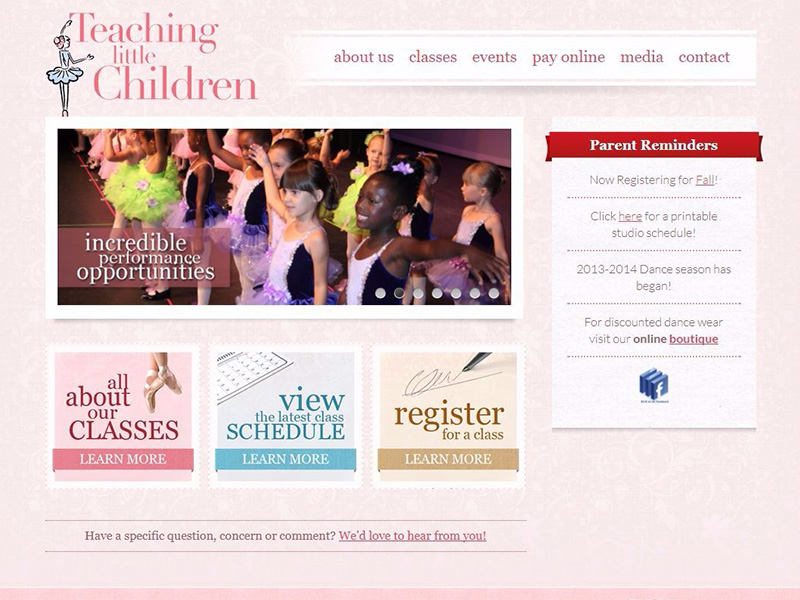 Teaching
little
Children
about us classes events pay online media contact
incredible
performance
opportunities
Parent Reminders
Now Registering for Fall!
Click here for a printable
studio schedule!
2013-2014 Dance season has
began!
For discounted dance wear
visit our online boutique
all
about
our
CLASSES
LEARN MORE
view
the latest class
SCHEDULE
LEARN MORE
register
for a class
LEARN MORE
Have a specific question, concern or comment? We'd love to hear from you!